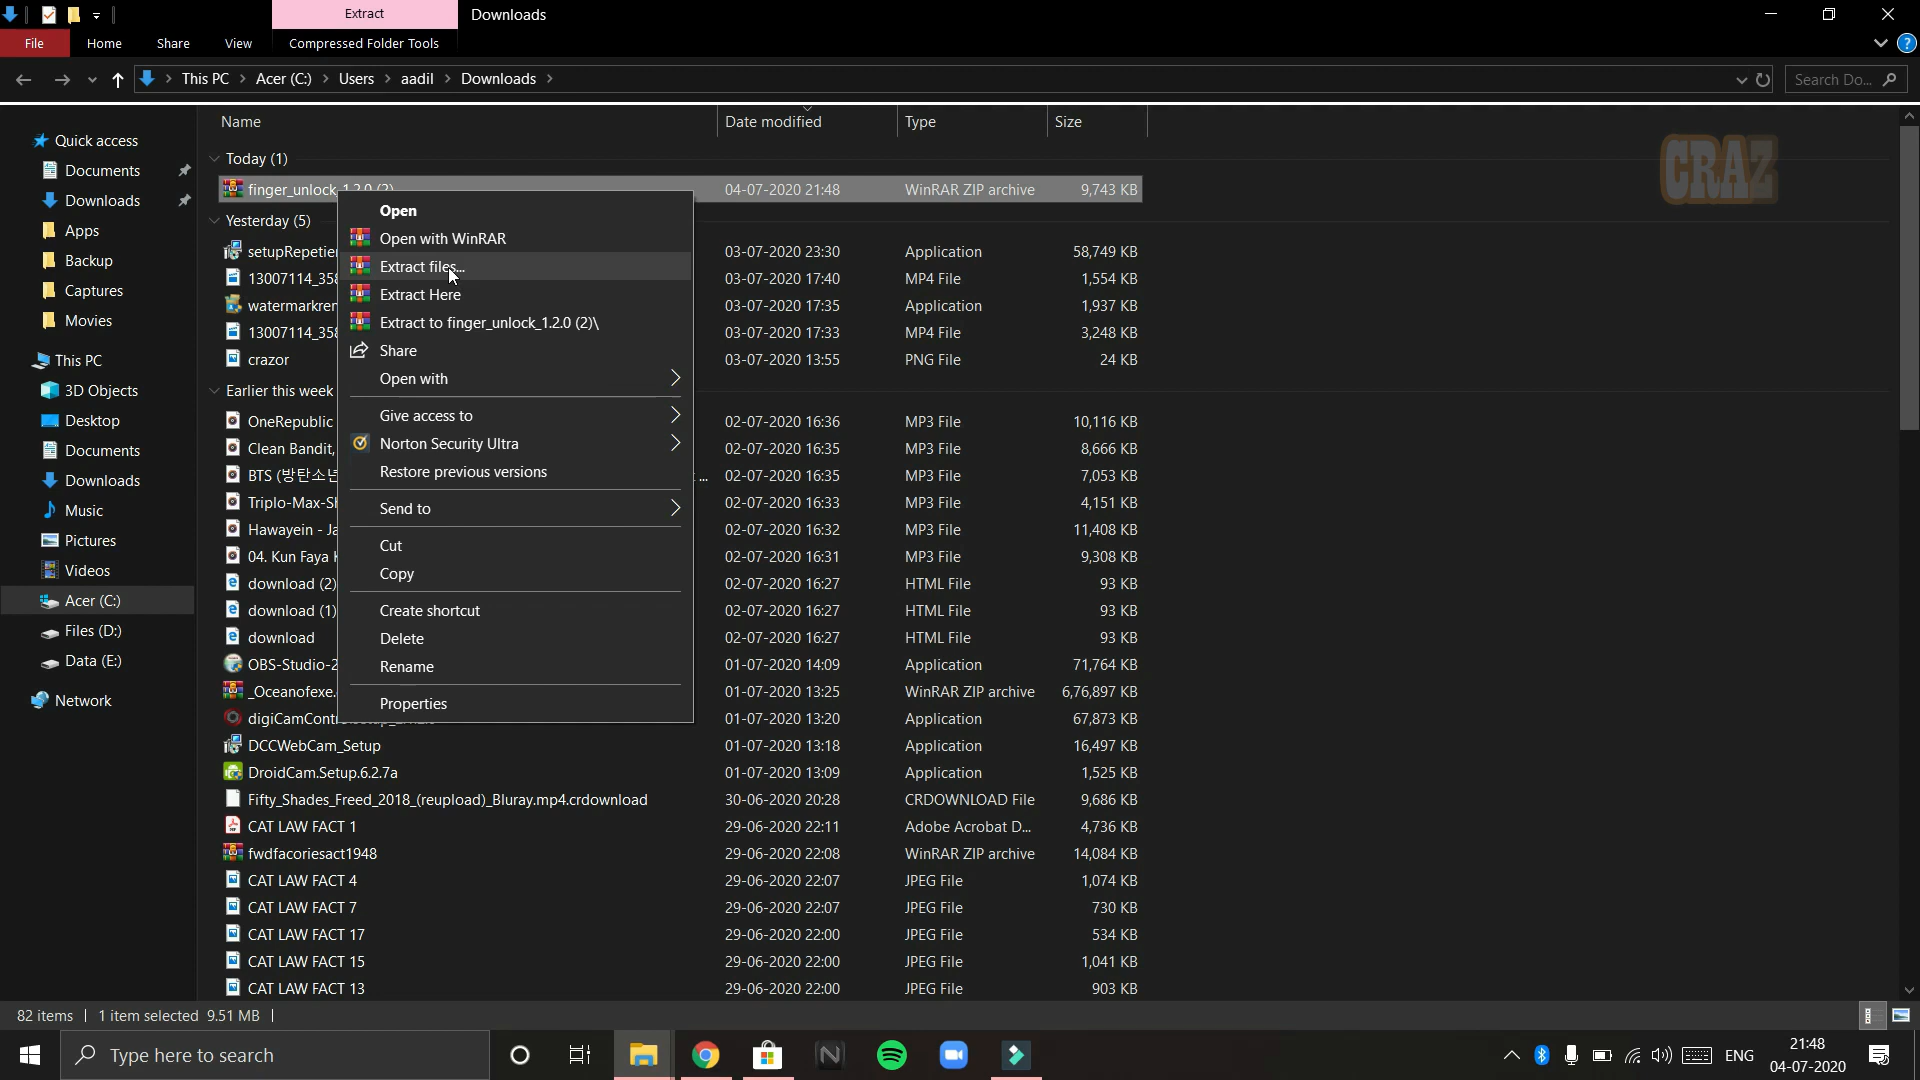 Extract
Downloads
File Home Share View Compressed Folder Tools
This PC Acer (C:) Users aadil Downloads
Search Do...
Name Date modified Type Size
CRAZ
Quick access
Documents
Downloads
Apps
Backup
Captures
Movies
This PC
3D Objects
Desktop
Documents
Downloads
Music
Pictures
Videos
Acer (C:)
Files (D:)
Data (E:)
Network
Today (1)
finger_unlock_1.2.0 (2) 04-07-2020 21:48 WinRAR ZIP archive 9,743 KB
Yesterday (5)
setupRepetier 03-07-2020 23:30 Application 58,749 KB
13007114_358 03-07-2020 17:40 MP4 File 1,554 KB
watermarkrem 03-07-2020 17:35 Application 1,937 KB
13007114_358 03-07-2020 17:33 MP4 File 3,248 KB
crazor 03-07-2020 13:55 PNG File 24 KB
Earlier this week
OneRepublic 02-07-2020 16:36 MP3 File 10,116 KB
Clean Bandit, 02-07-2020 16:35 MP3 File 8,666 KB
BTS (방탄소년 ... 02-07-2020 16:35 MP3 File 7,053 KB
Triplo-Max-Sh 02-07-2020 16:33 MP3 File 4,151 KB
Hawayein - Ja 02-07-2020 16:32 MP3 File 11,408 KB
04. Kun Faya K 02-07-2020 16:31 MP3 File 9,308 KB
download (2) 02-07-2020 16:27 HTML File 93 KB
download (1) 02-07-2020 16:27 HTML File 93 KB
download 02-07-2020 16:27 HTML File 93 KB
OBS-Studio-2 01-07-2020 14:09 Application 71,764 KB
_Oceanofexe. 01-07-2020 13:25 WinRAR ZIP archive 6,76,897 KB
digiCamContr 01-07-2020 13:20 Application 67,873 KB
DCCWebCam_Setup 01-07-2020 13:18 Application 16,497 KB
DroidCam.Setup.6.2.7a 01-07-2020 13:09 Application 1,525 KB
Fifty_Shades_Freed_2018_(reupload)_Bluray.mp4.crdownload 30-06-2020 20:28 CRDOWNLOAD File 9,686 KB
CAT LAW FACT 1 29-06-2020 22:11 Adobe Acrobat D... 4,736 KB
fwdfacoriesact1948 29-06-2020 22:08 WinRAR ZIP archive 14,084 KB
CAT LAW FACT 4 29-06-2020 22:07 JPEG File 1,074 KB
CAT LAW FACT 7 29-06-2020 22:07 JPEG File 730 KB
CAT LAW FACT 17 29-06-2020 22:00 JPEG File 534 KB
CAT LAW FACT 15 29-06-2020 22:00 JPEG File 1,041 KB
CAT LAW FACT 13 29-06-2020 22:00 JPEG File 903 KB
Open
Open with WinRAR
Extract files...
Extract Here
Extract to finger_unlock_1.2.0 (2)\
Share
Open with
Give access to
Norton Security Ultra
Restore previous versions
Send to
Cut
Copy
Create shortcut
Delete
Rename
Properties
82 items 1 item selected 9.51 MB
Type here to search
ENG
21:48
04-07-2020